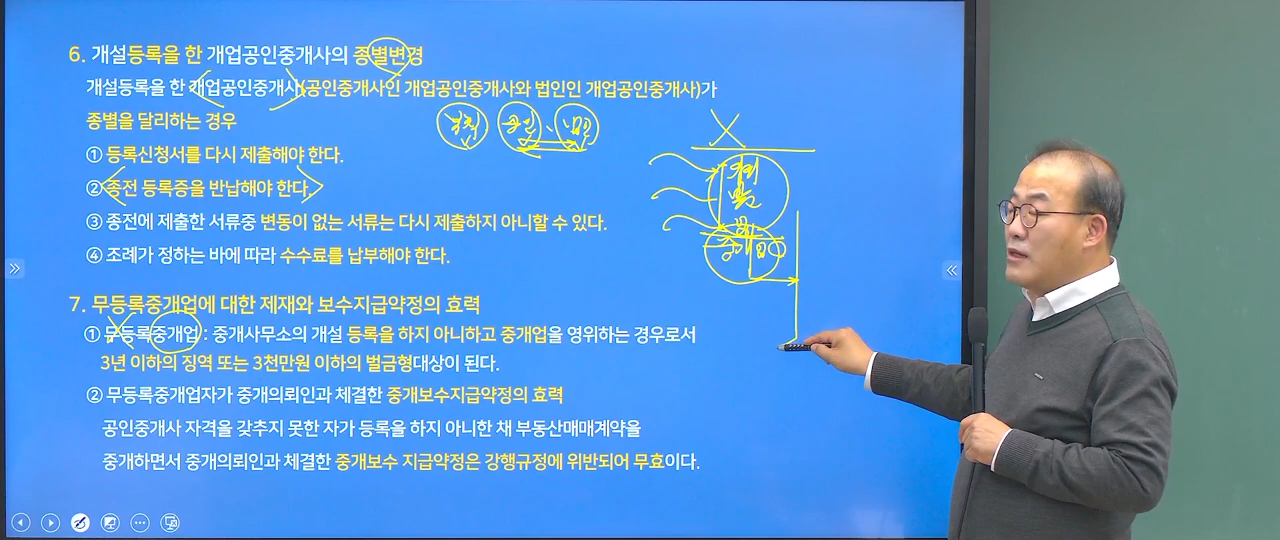 6. 개설등록을 한 개업공인중개사의 종별변경
개설등록을 한 개업공인중개사(공인중개사인 개업공인중개사와 법인인 개업공인중개사)가
종별을 달리하는 경우
① 등록신청서를 다시 제출해야 한다.
② 종전 등록증을 반납해야 한다.
③ 종전에 제출한 서류중 변동이 없는 서류는 다시 제출하지 아니할 수 있다.
④ 조례가 정하는 바에 따라 수수료를 납부해야 한다.
7. 무등록중개업에 대한 제재와 보수지급약정의 효력
① 무등록중개업 : 중개사무소의 개설 등록을 하지 아니하고 중개업을 영위하는 경우로서
3년 이하의 징역 또는 3천만원 이하의 벌금형대상이 된다.
② 무등록중개업자가 중개의뢰인과 체결한 중개보수지급약정의 효력
공인중개사 자격을 갖추지 못한 자가 등록을 하지 아니한 채 부동산매매계약을
중개하면서 중개의뢰인과 체결한 중개보수 지급약정은 강행규정에 위반되어 무효이다.